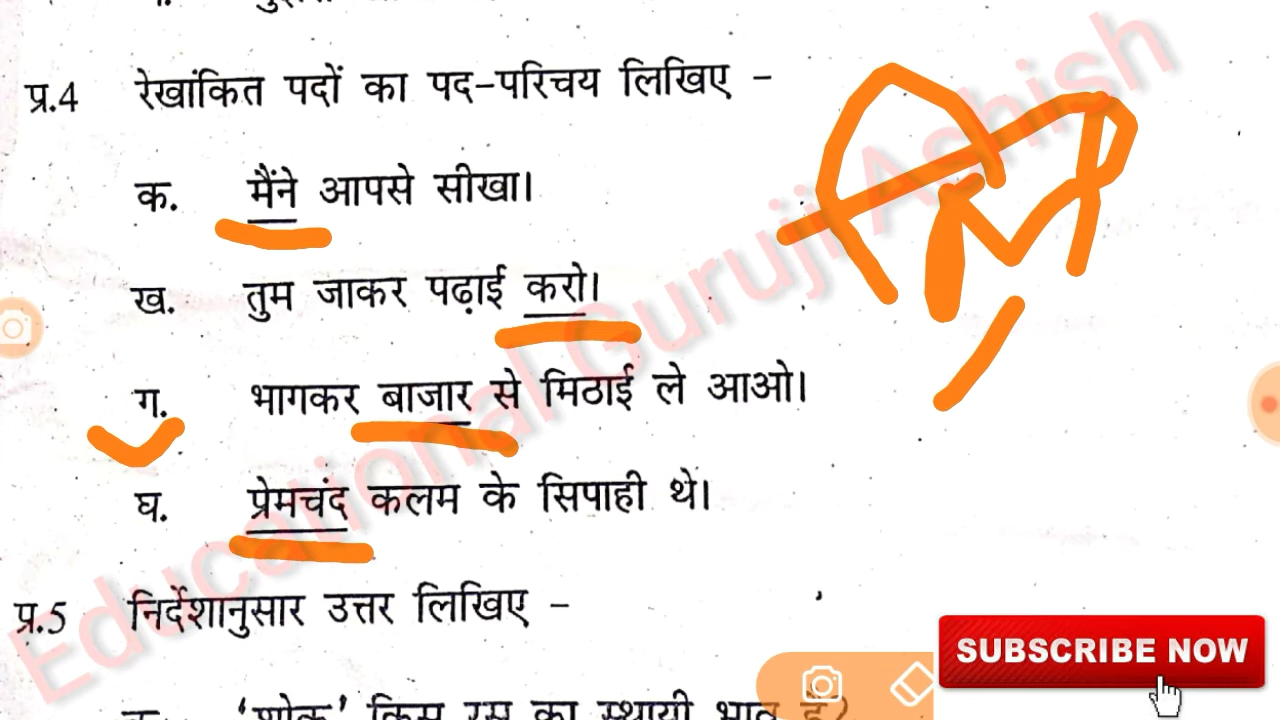 प्र.4 रेखांकित पदों का पद-परिचय लिखिए -
क. मैंने आपसे सीखा।
ख. तुम जाकर पढ़ाई करो।
ग. भागकर बाजार से मिठाई ले आओ।
घ. प्रेमचंद कलम के सिपाही थे।
प्र.5 निर्देशानुसार उत्तर लिखिए -
'शोक' किस रस का स्थायी भाव है?
Educational Guruji Ashish
SUBSCRIBE NOW